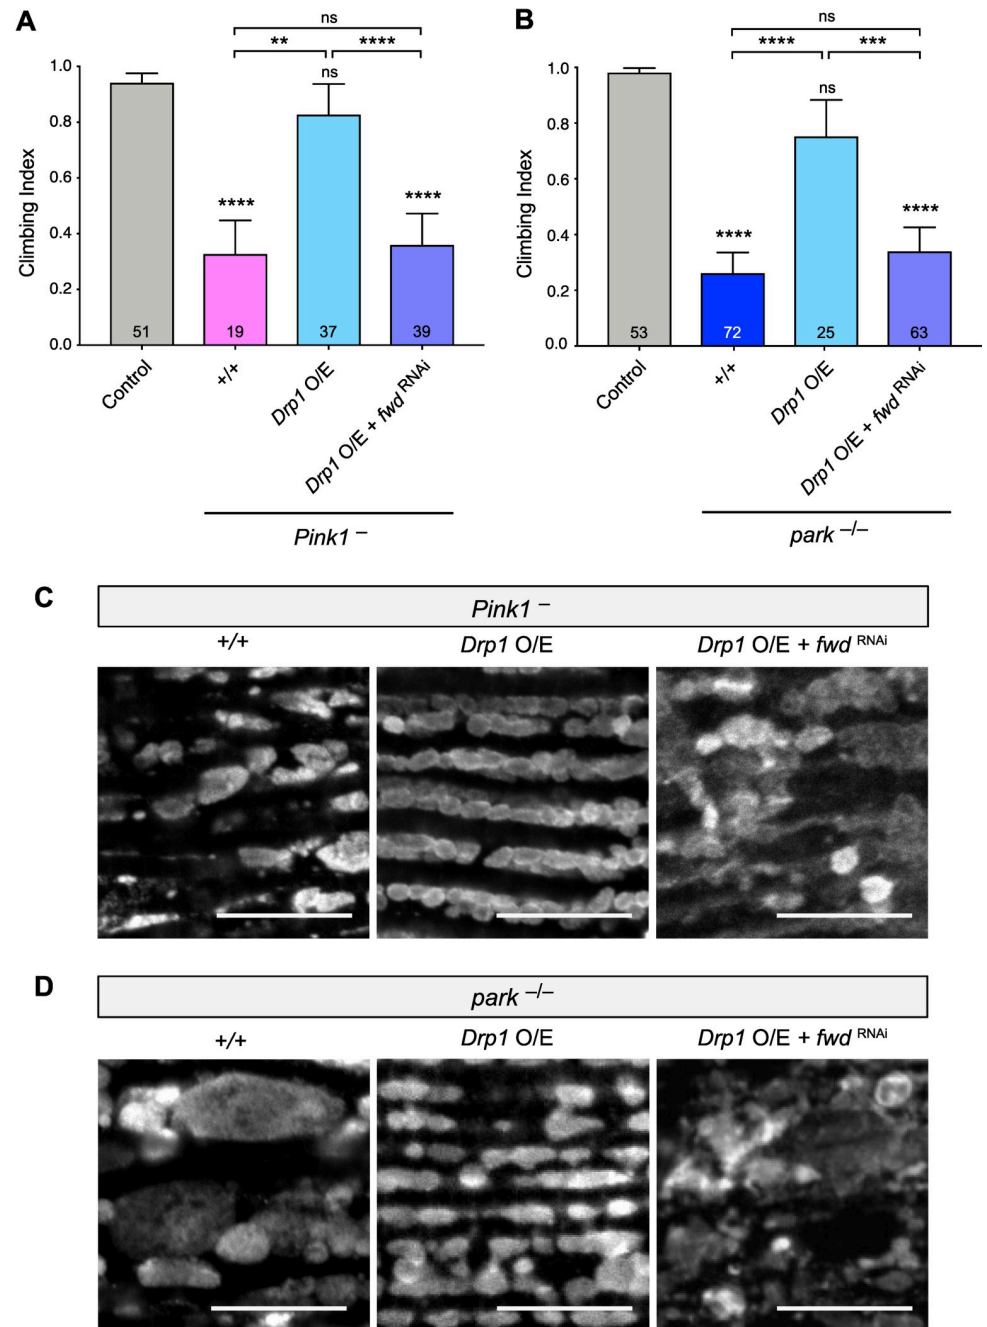 A
ns
** ****
Climbing Index
1.0
0.8
0.6
0.4
0.2
0.0
ns
**** ****
51 19 37 39
Control
+/+
Drp1 O/E
Drp1 O/E + fwd RNAi
Pink1 –
B
ns
**** ***
Climbing Index
1.0
0.8
0.6
0.4
0.2
0.0
ns
**** ****
53 72 25 63
Control
+/+
Drp1 O/E
Drp1 O/E + fwd RNAi
park –/–
C
Pink1 –
+/+ Drp1 O/E Drp1 O/E + fwd RNAi
D
park –/–
+/+ Drp1 O/E Drp1 O/E + fwd RNAi